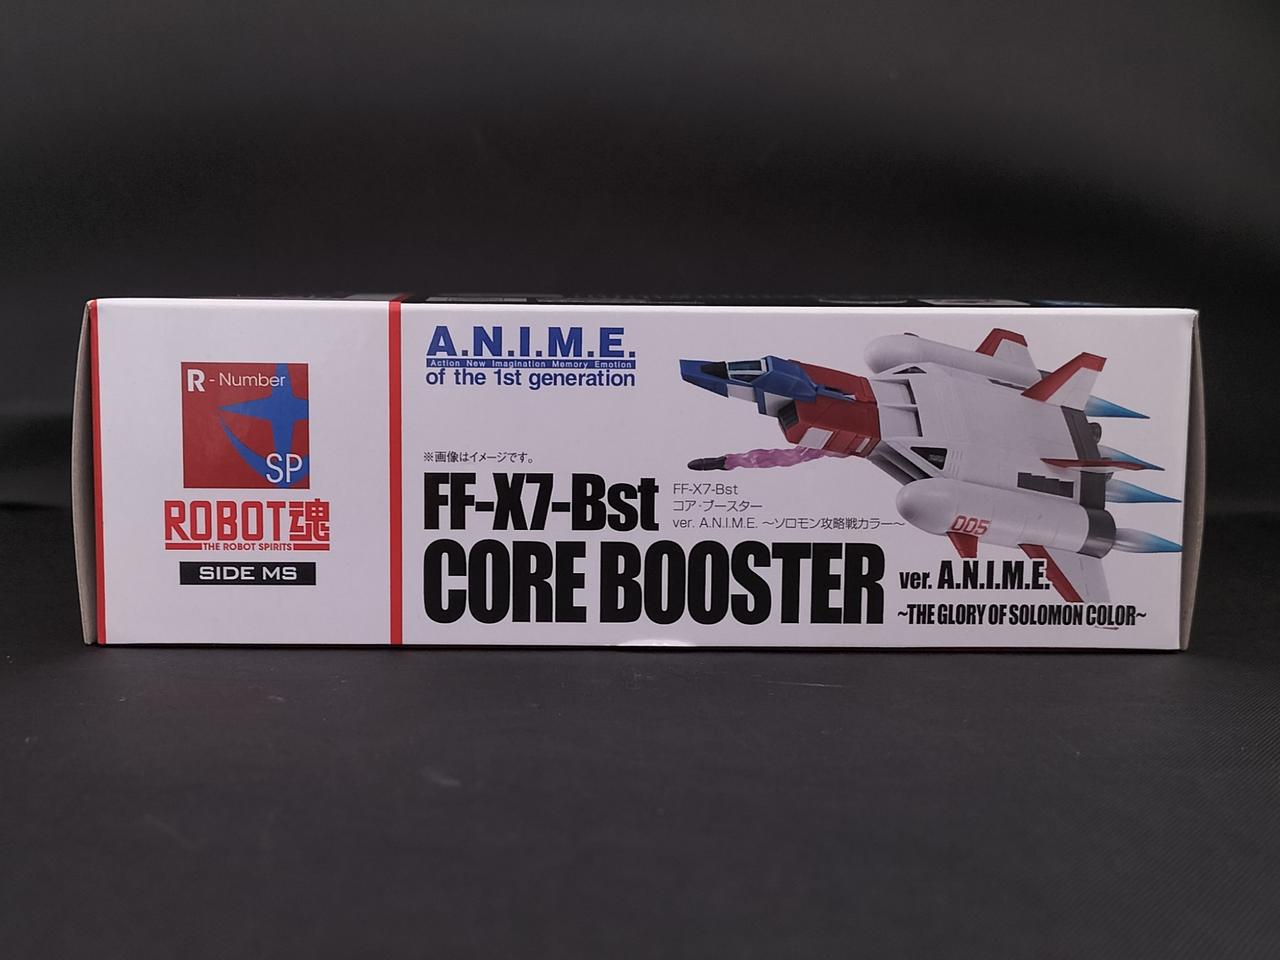 R - Number
SP
ROBOT魂
THE ROBOT SPIRITS
SIDE MS
A.N.I.M.E.
Action New Imagination Memory Emotion
of the 1st generation
※画像はイメージです。
FF-X7-Bst
CORE BOOSTER
FF-X7-Bst
コア・ブースター
ver. A.N.I.M.E. ～ソロモン攻略戦カラー～
ver. A.N.I.M.E.
~THE GLORY OF SOLOMON COLOR~
005